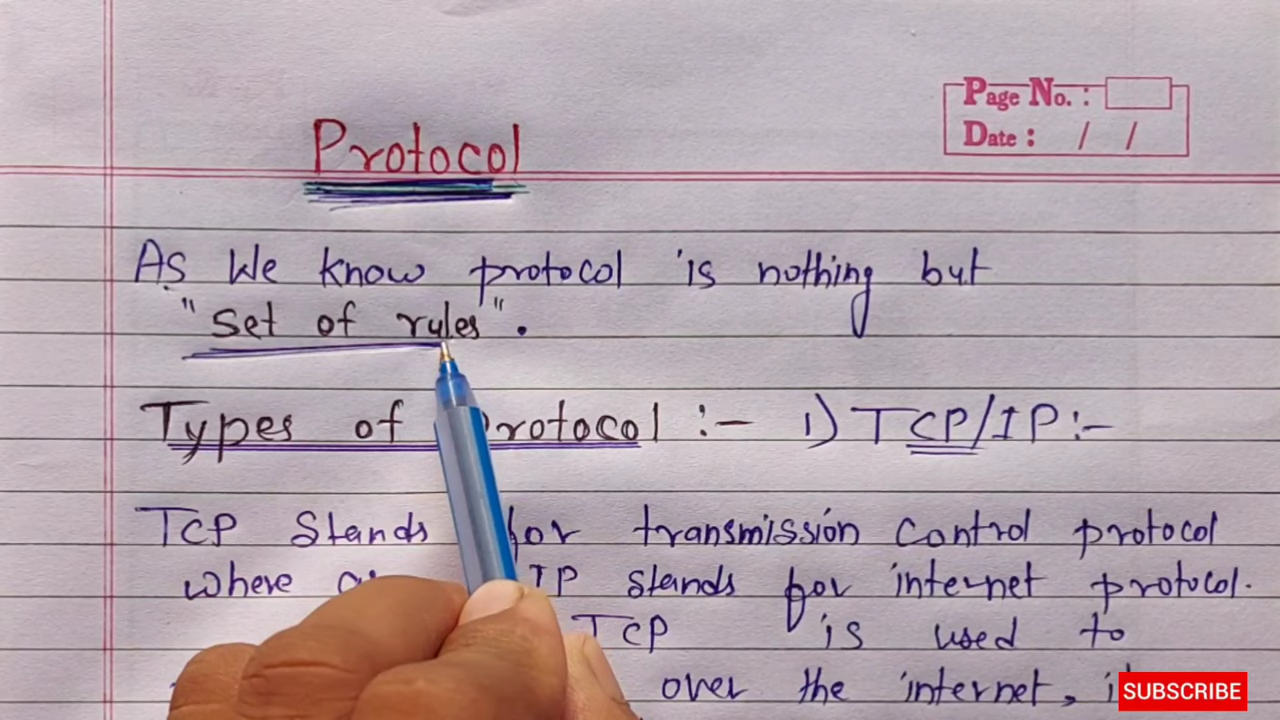 Page No. :
Date : / /
Protocol
As We know protocol is nothing but
"Set of rules".
Types of Protocol :- 1) TCP/IP :-
TCP Stands for transmission Control protocol
where IP stands for internet protocol.
TCP is used to
over the internet,
SUBSCRIBE